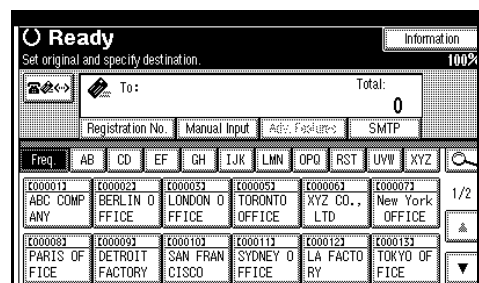 Ready
Information
Set original and specify destination.
100%
To:
Total:
0
Registration No. Manual Input Adv. Features SMTP
Freq. AB CD EF GH IJK LMN OPQ RST UVW XYZ
[00001] [00002] [00003] [00005] [00006] [00007]
ABC COMP BERLIN O LONDON O TORONTO XYZ CO., New York
ANY FFICE FFICE OFFICE LTD OFFICE
1/2
[00008] [00009] [00010] [00011] [00012] [00013]
PARIS OF DETROIT SAN FRAN SYDNEY O LA FACTO TOKYO OF
FICE FACTORY CISCO FFICE RY FICE